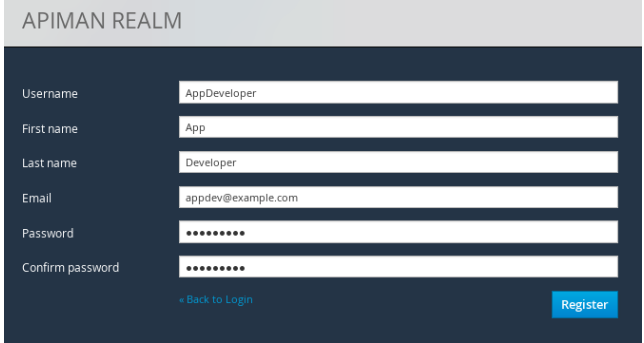 APIMAN REALM
Username AppDeveloper
First name App
Last name Developer
Email appdev@example.com
Password •••••••••
Confirm password •••••••••
« Back to Login Register